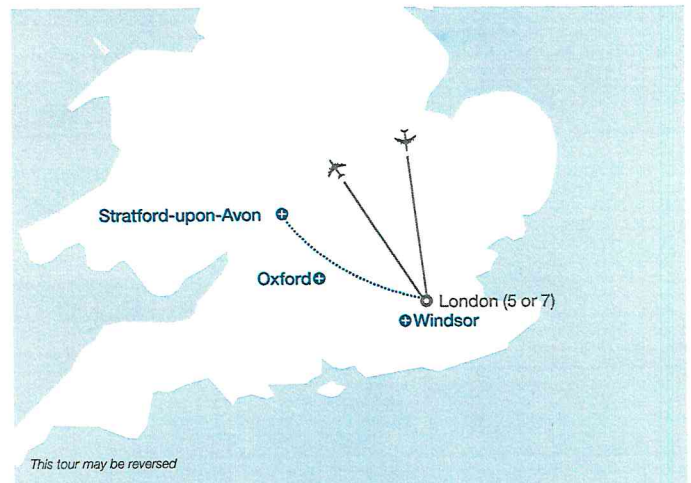 Stratford-upon-Avon
Oxford
London (5 or 7)
Windsor
This tour may be reversed